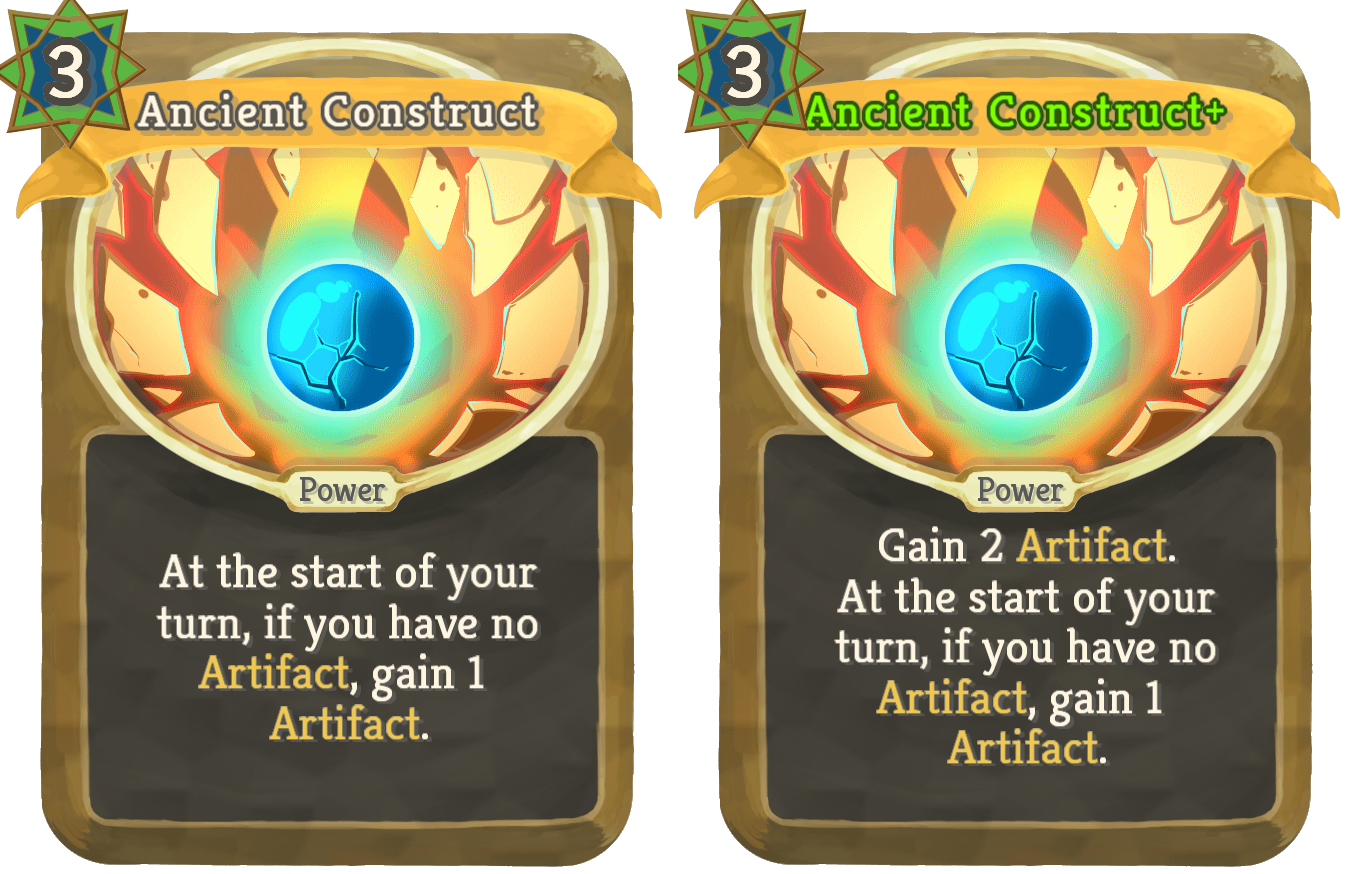 3
Ancient Construct
Power
At the start of your
turn, if you have no
Artifact, gain 1
Artifact.
3
Ancient Construct+
Power
Gain 2 Artifact.
At the start of your
turn, if you have no
Artifact, gain 1
Artifact.